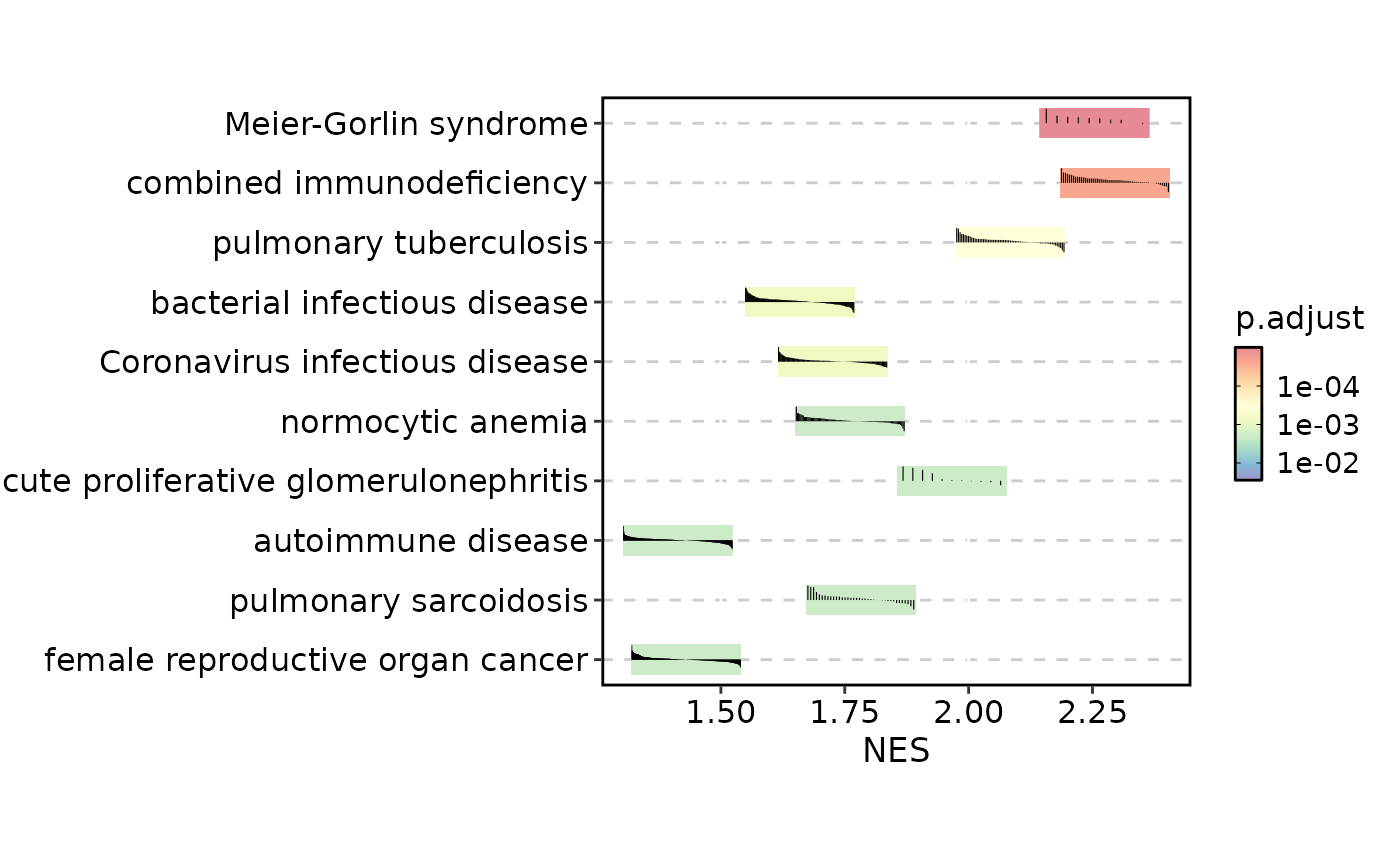 Meier-Gorlin syndrome
combined immunodeficiency
pulmonary tuberculosis
bacterial infectious disease
Coronavirus infectious disease
normocytic anemia
cute proliferative glomerulonephritis
autoimmune disease
pulmonary sarcoidosis
female reproductive organ cancer
1.50 1.75 2.00 2.25
NES
p.adjust
1e-04
1e-03
1e-02